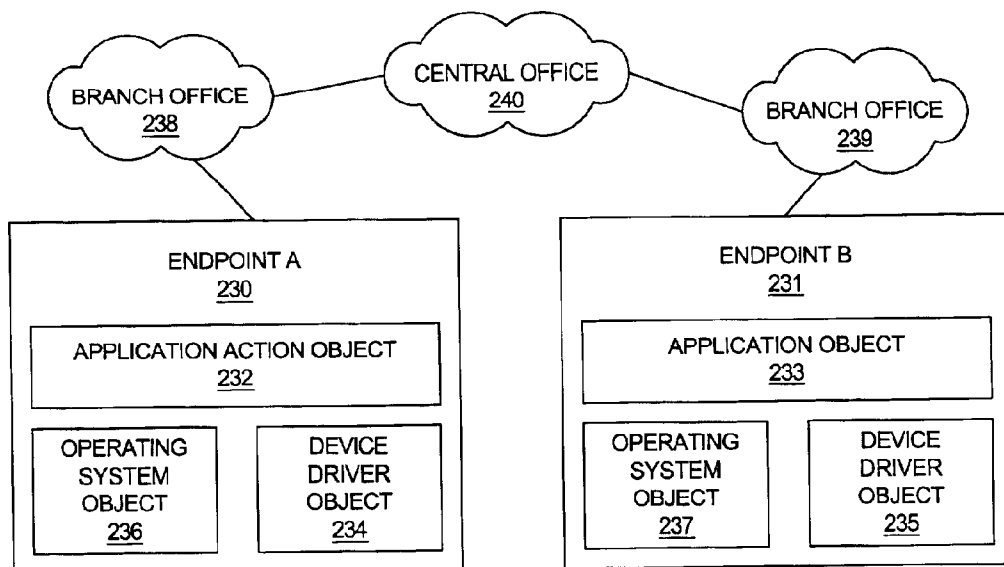 BRANCH OFFICE
238
CENTRAL OFFICE
240
BRANCH OFFICE
239
ENDPOINT A
230
APPLICATION ACTION OBJECT
232
OPERATING
SYSTEM
OBJECT
236
DEVICE
DRIVER
OBJECT
234
ENDPOINT B
231
APPLICATION OBJECT
233
OPERATING
SYSTEM
OBJECT
237
DEVICE
DRIVER
OBJECT
235